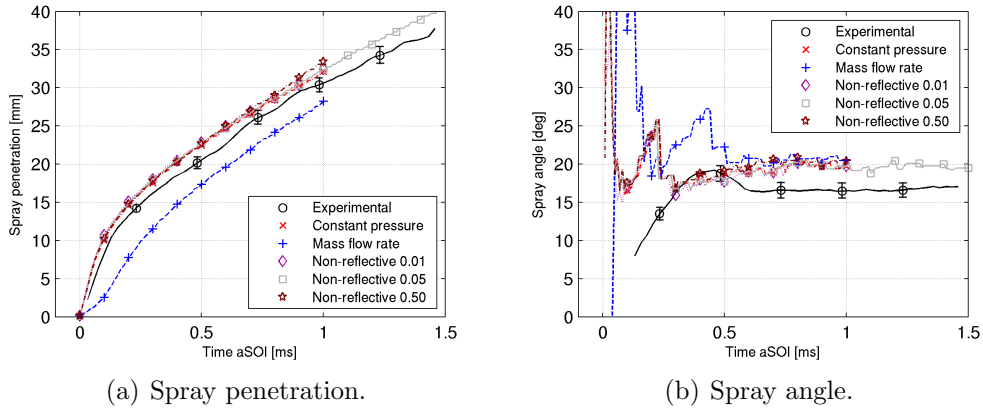 40
35
30
25
20
15
10
5
0
Spray penetration [mm]
Experimental
Constant pressure
Mass flow rate
Non-reflective 0.01
Non-reflective 0.05
Non-reflective 0.50
0
0.5
1
1.5
Time aSOI [ms]
(a) Spray penetration.
40
35
30
25
20
15
10
5
0
Spray angle [deg]
Experimental
Constant pressure
Mass flow rate
Non-reflective 0.01
Non-reflective 0.05
Non-reflective 0.50
0
0.5
1
1.5
Time aSOI [ms]
(b) Spray angle.